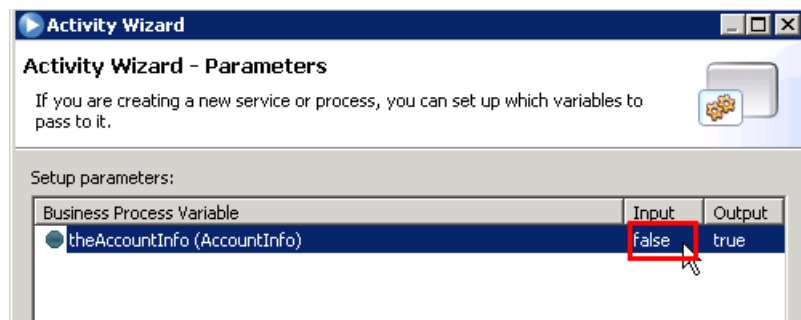 Activity Wizard
Activity Wizard - Parameters
If you are creating a new service or process, you can set up which variables to
pass to it.
Setup parameters:
Business Process Variable Input Output
theAccountInfo (AccountInfo) false true